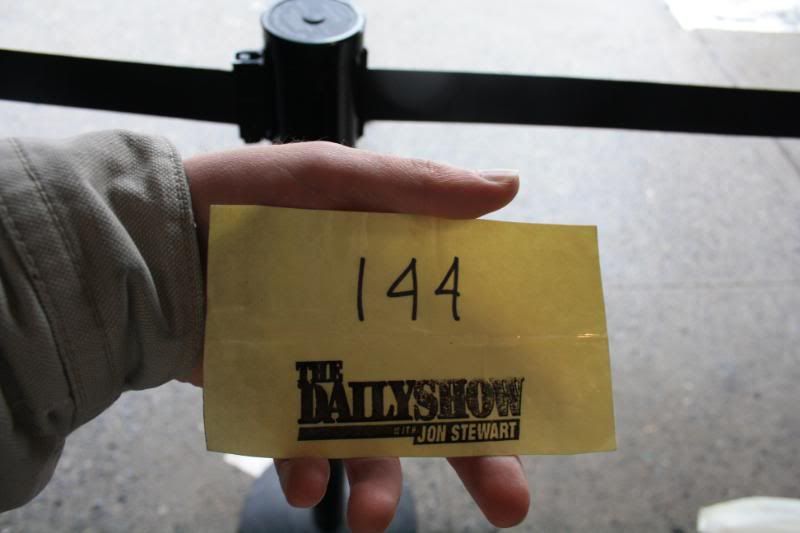 144
THE
DAILY SHOW
WITH JON STEWART